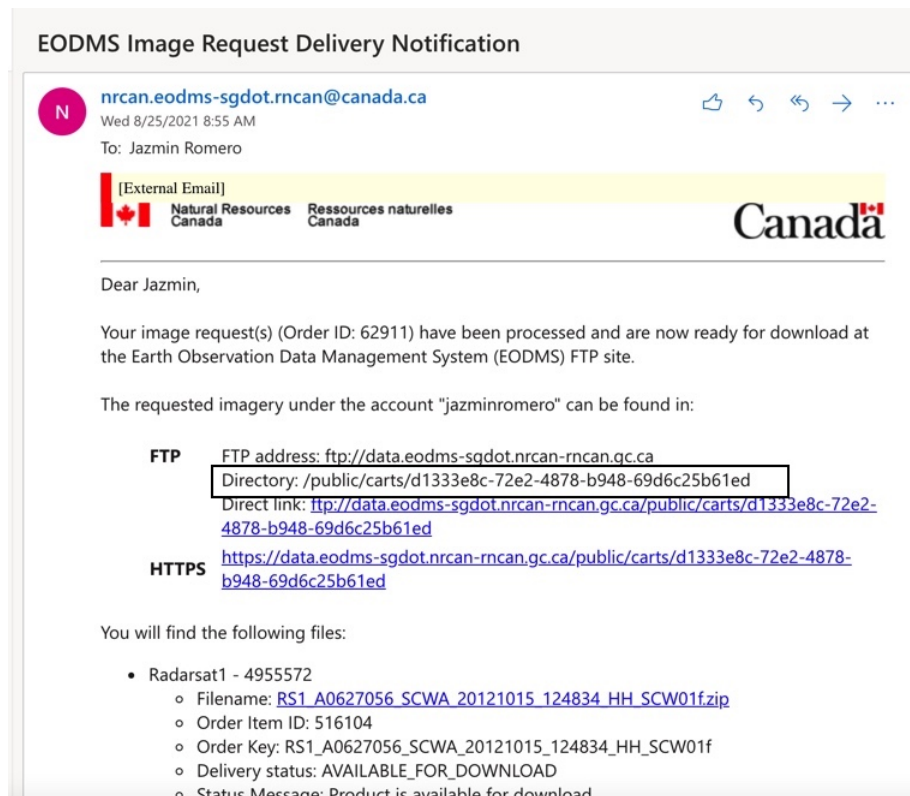 EODMS Image Request Delivery Notification
N
nrcan.eodms-sgdot.rncan@canada.ca
Wed 8/25/2021 8:55 AM
To: Jazmin Romero
[External Email]
Natural Resources Ressources naturelles
Canada Canada
Canada
Dear Jazmin,
Your image request(s) (Order ID: 62911) have been processed and are now ready for download at
the Earth Observation Data Management System (EODMS) FTP site.
The requested imagery under the account "jazminromero" can be found in:
FTP FTP address: ftp://data.eodms-sgdot.nrcan-rncan.gc.ca
Directory: /public/carts/d1333e8c-72e2-4878-b948-69d6c25b61ed
Direct link: ftp://data.eodms-sgdot.nrcan-rncan.gc.ca/public/carts/d1333e8c-72e2-
4878-b948-69d6c25b61ed
HTTPS https://data.eodms-sgdot.nrcan-rncan.gc.ca/public/carts/d1333e8c-72e2-4878-
b948-69d6c25b61ed
You will find the following files:
• Radarsat1 - 4955572
◦ Filename: RS1_A0627056_SCWA_20121015_124834_HH_SCW01f.zip
◦ Order Item ID: 516104
◦ Order Key: RS1_A0627056_SCWA_20121015_124834_HH_SCW01f
◦ Delivery status: AVAILABLE_FOR_DOWNLOAD
◦ Status Message: Product is available for download